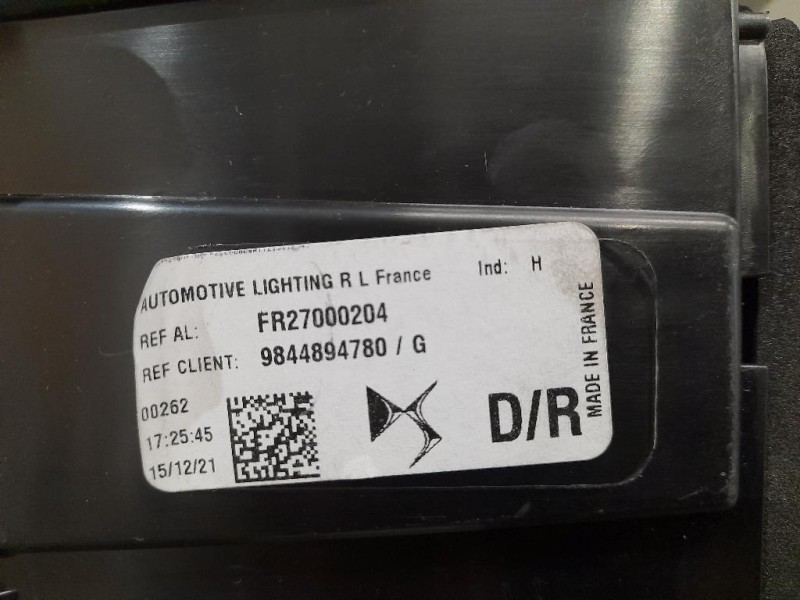 AUTOMOTIVE LIGHTING R L France Ind: H
REF AL: FR27000204
REF CLIENT: 9844894780 / G
00262
17:25:45
15/12/21
D/R
MADE IN FRANCE